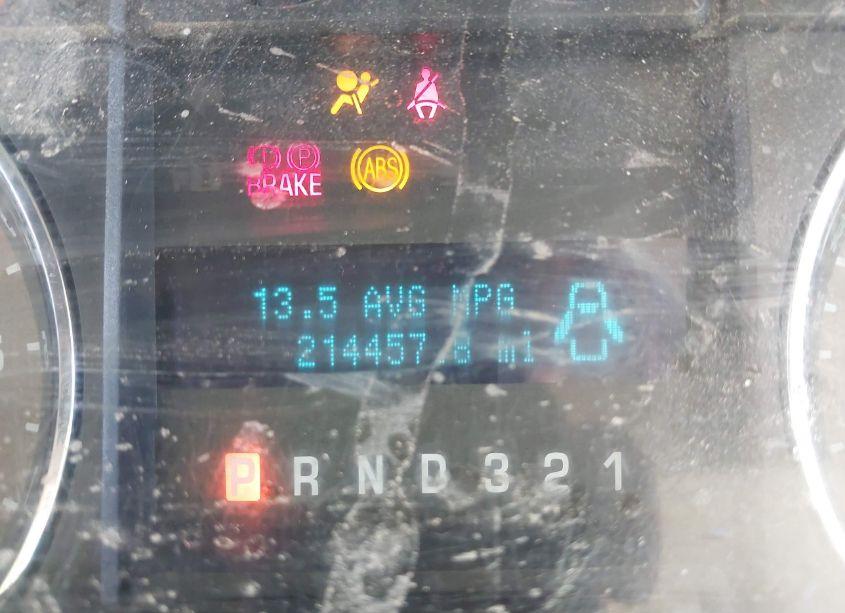 (!) (P)
BRAKE (ABS)
13.5 AVG MPG
214457.8 mi
P R N D 3 2 1